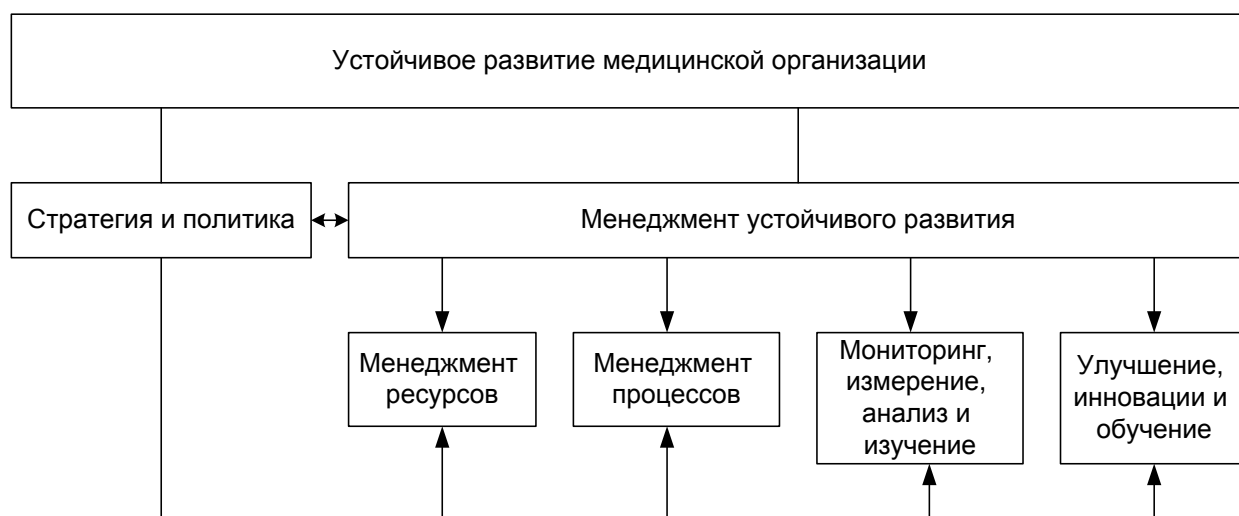 Устойчивое развитие медицинской организации
Стратегия и политика
Менеджмент устойчивого развития
Менеджмент
ресурсов
Менеджмент
процессов
Мониторинг,
измерение,
анализ и
изучение
Улучшение,
инновации и
обучение